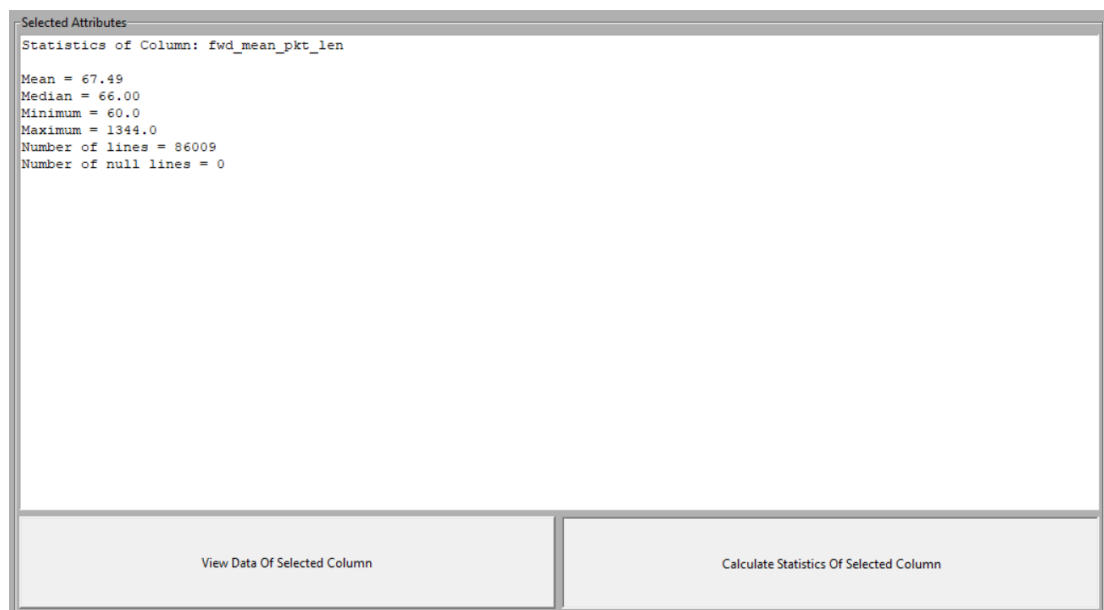 Selected Attributes
Statistics of Column: fwd_mean_pkt_len
Mean = 67.49
Median = 66.00
Minimum = 60.0
Maximum = 1344.0
Number of lines = 86009
Number of null lines = 0
View Data Of Selected Column
Calculate Statistics Of Selected Column